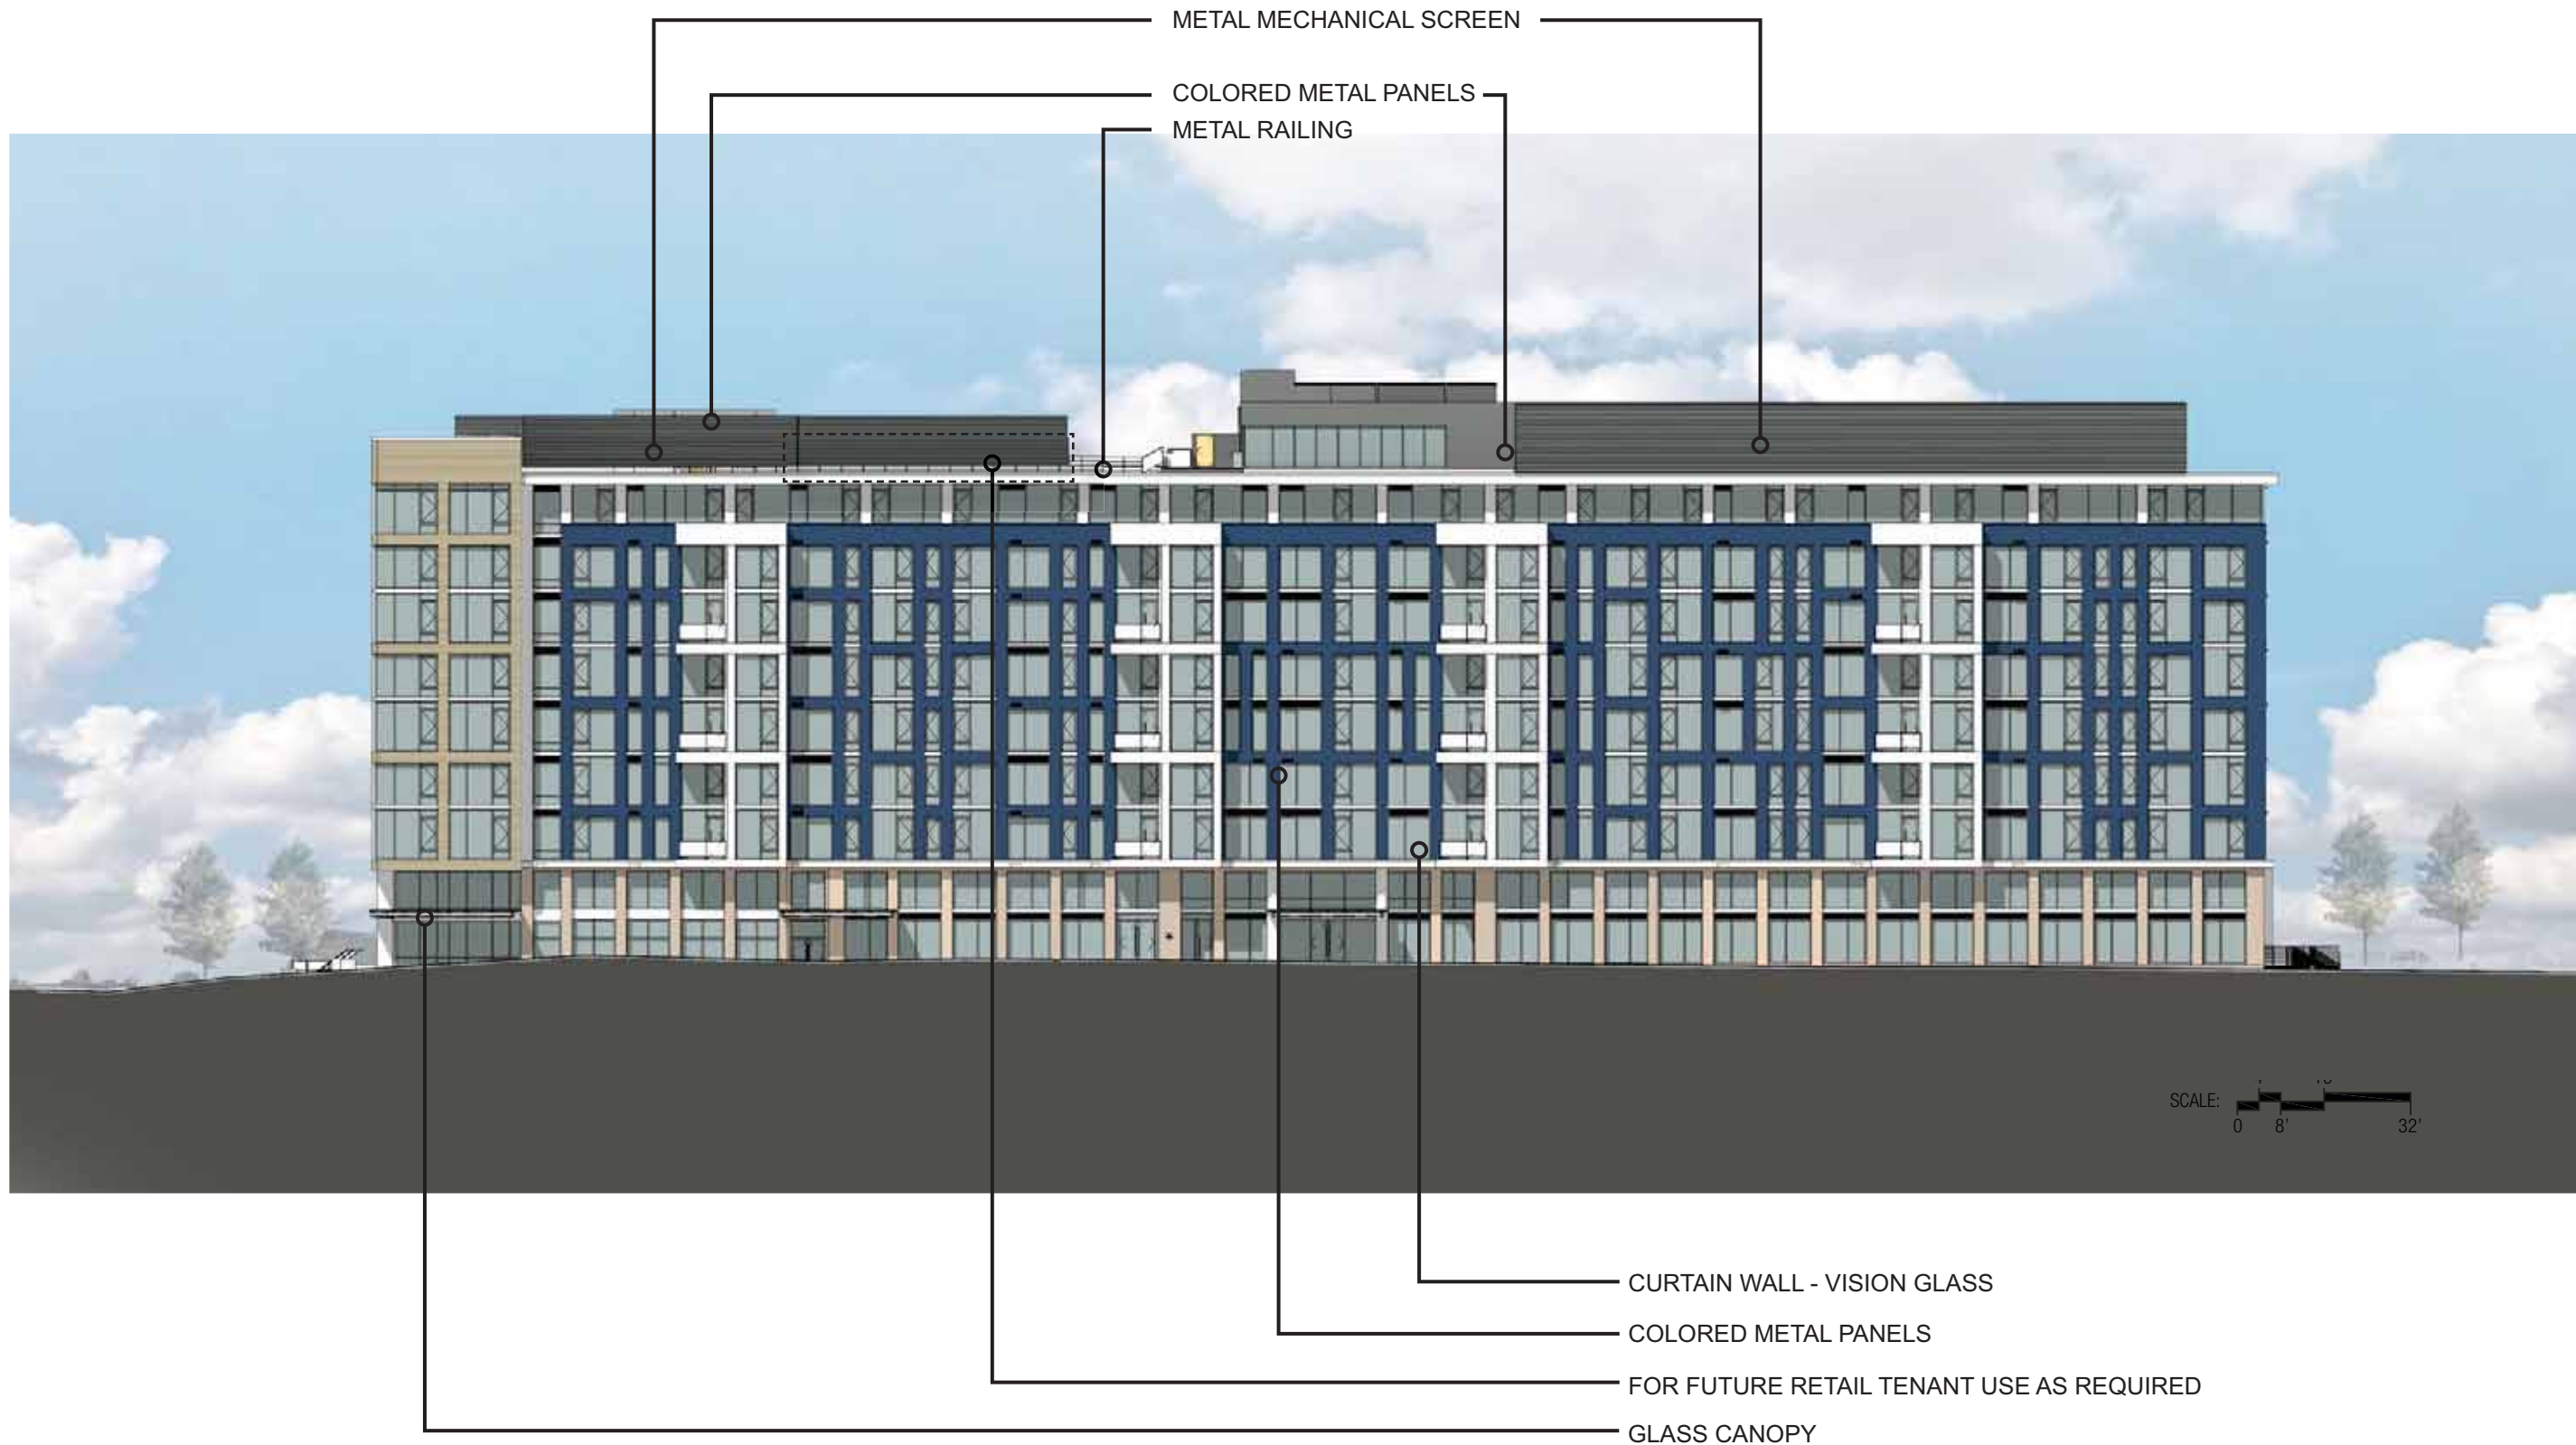 METAL MECHANICAL SCREEN
COLORED METAL PANELS
METAL RAILING
SCALE:
0 8' 32'
CURTAIN WALL - VISION GLASS
COLORED METAL PANELS
FOR FUTURE RETAIL TENANT USE AS REQUIRED
GLASS CANOPY